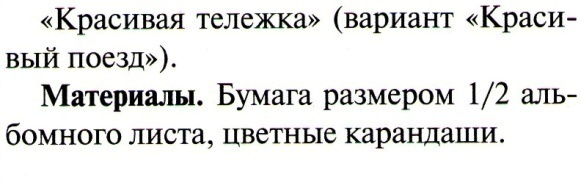 «Красивая тележка» (вариант «Краси-
вый поезд»).
Материалы. Бумага размером 1/2 аль-
бомного листа, цветные карандаши.